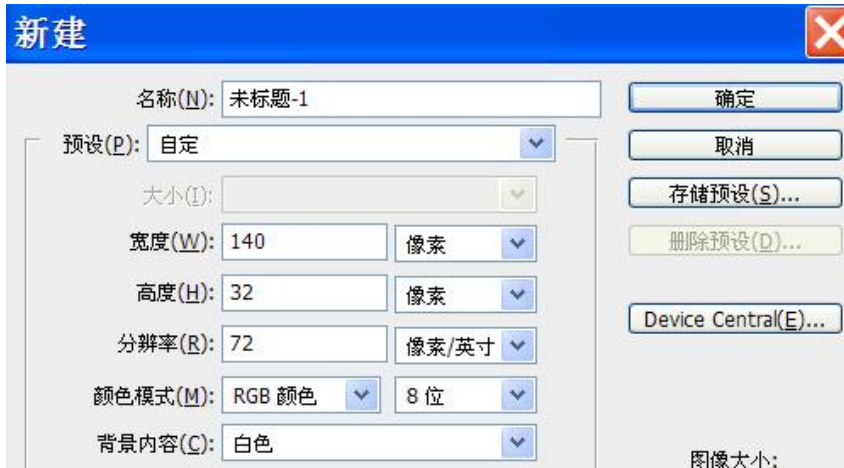 新建
名称(N): 未标题-1 确定
预设(P): 自定 取消
大小(I): 存储预设(S)...
宽度(W): 140 像素 删除预设(D)...
高度(H): 32 像素
Device Central(E)...
分辨率(R): 72 像素/英寸
颜色模式(M): RGB 颜色 8 位
背景内容(C): 白色
图像大小: